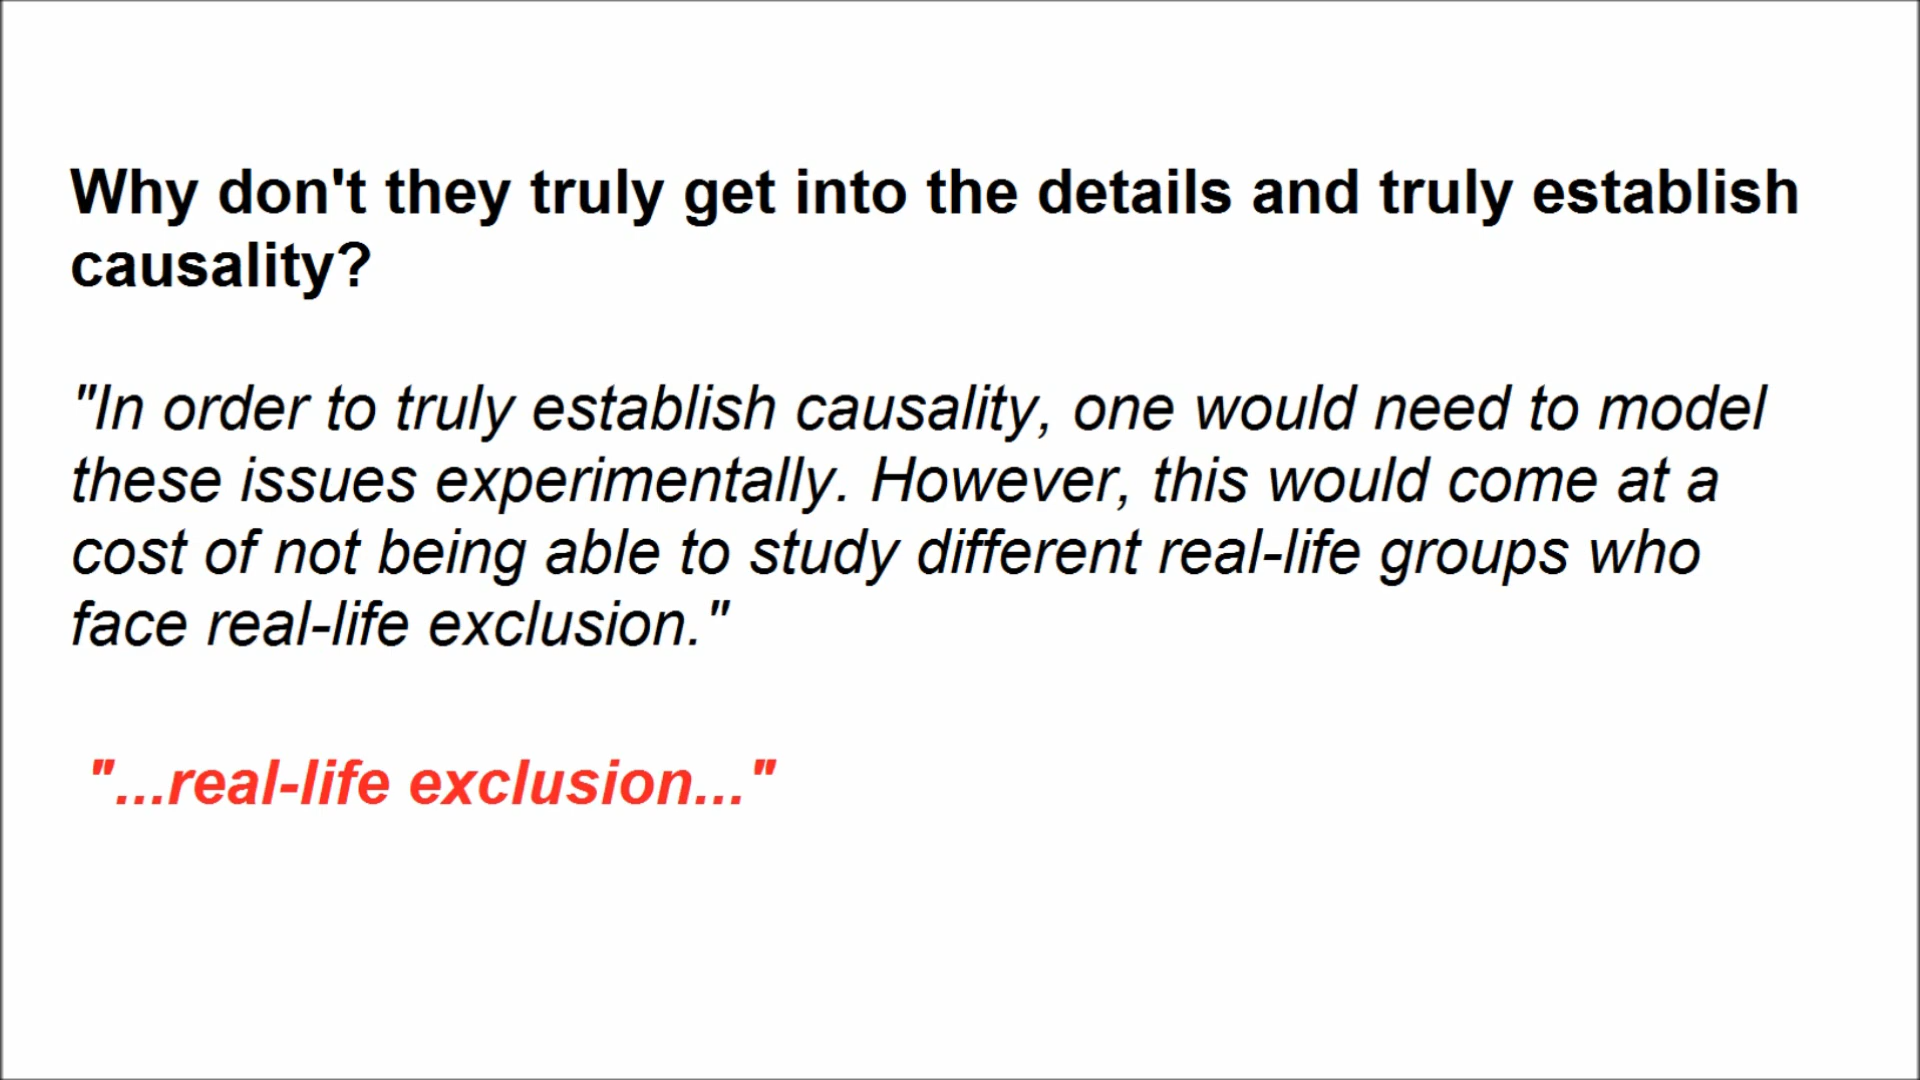 Why don't they truly get into the details and truly establish
causality?
"In order to truly establish causality, one would need to model
these issues experimentally. However, this would come at a
cost of not being able to study different real-life groups who
face real-life exclusion."
"...real-life exclusion..."